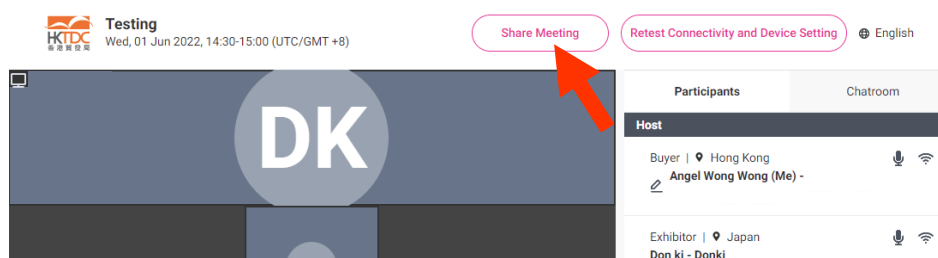 HKTDC
香港貿發局
Testing
Wed, 01 Jun 2022, 14:30-15:00 (UTC/GMT +8)
Share Meeting
Retest Connectivity and Device Setting
English
DK
Participants
Chatroom
Host
Buyer | Hong Kong
Angel Wong Wong (Me) -
Exhibitor | Japan
Don ki - Donki